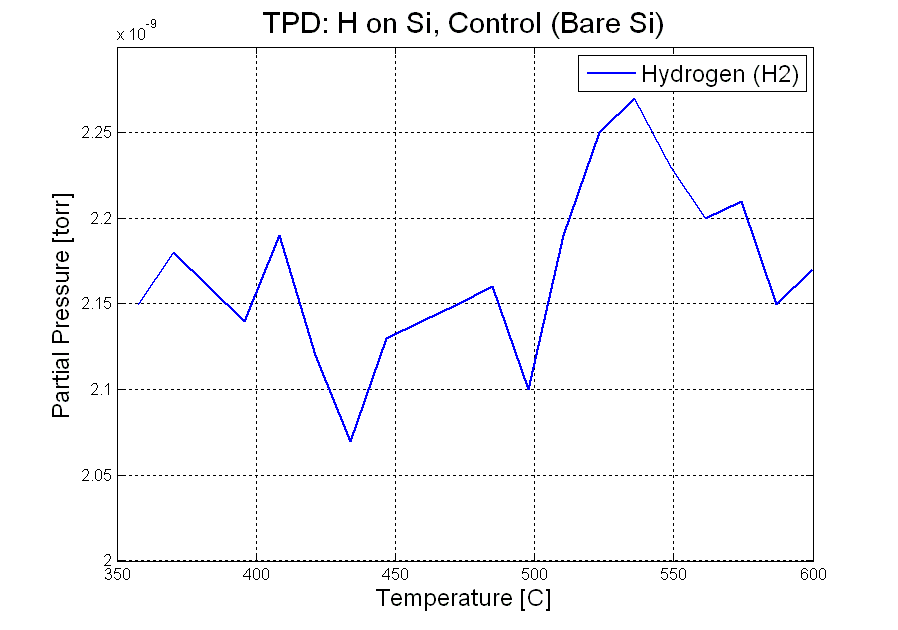 TPD: H on Si, Control (Bare Si)
x 10^-9
Hydrogen (H2)
2.25
2.2
2.15
2.1
2.05
2
Partial Pressure [torr]
350 400 450 500 550 600
Temperature [C]